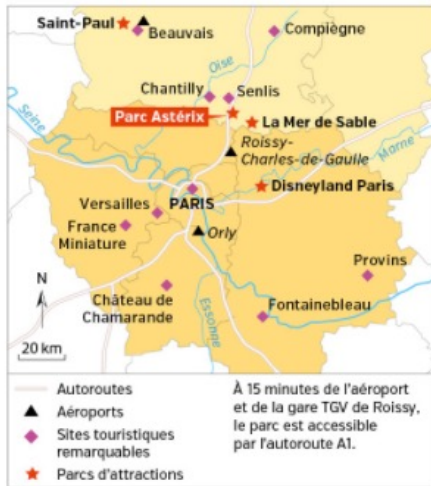 Saint-Paul
Beauvais
Compiègne
Oise
Chantilly
Senlis
Parc Astérix
La Mer de Sable
Seine
Roissy-
Charles-de-Gaulle
Marne
Disneyland Paris
PARIS
Versailles
France
Miniature
Orly
Provins
N
Château de
Chamarande
Essonne
Fontainebleau
20 km
Autoroutes
Aéroports
Sites touristiques
remarquables
Parcs d'attractions
À 15 minutes de l'aéroport
et de la gare TGV de Roissy,
le parc est accessible
par l'autoroute A1.